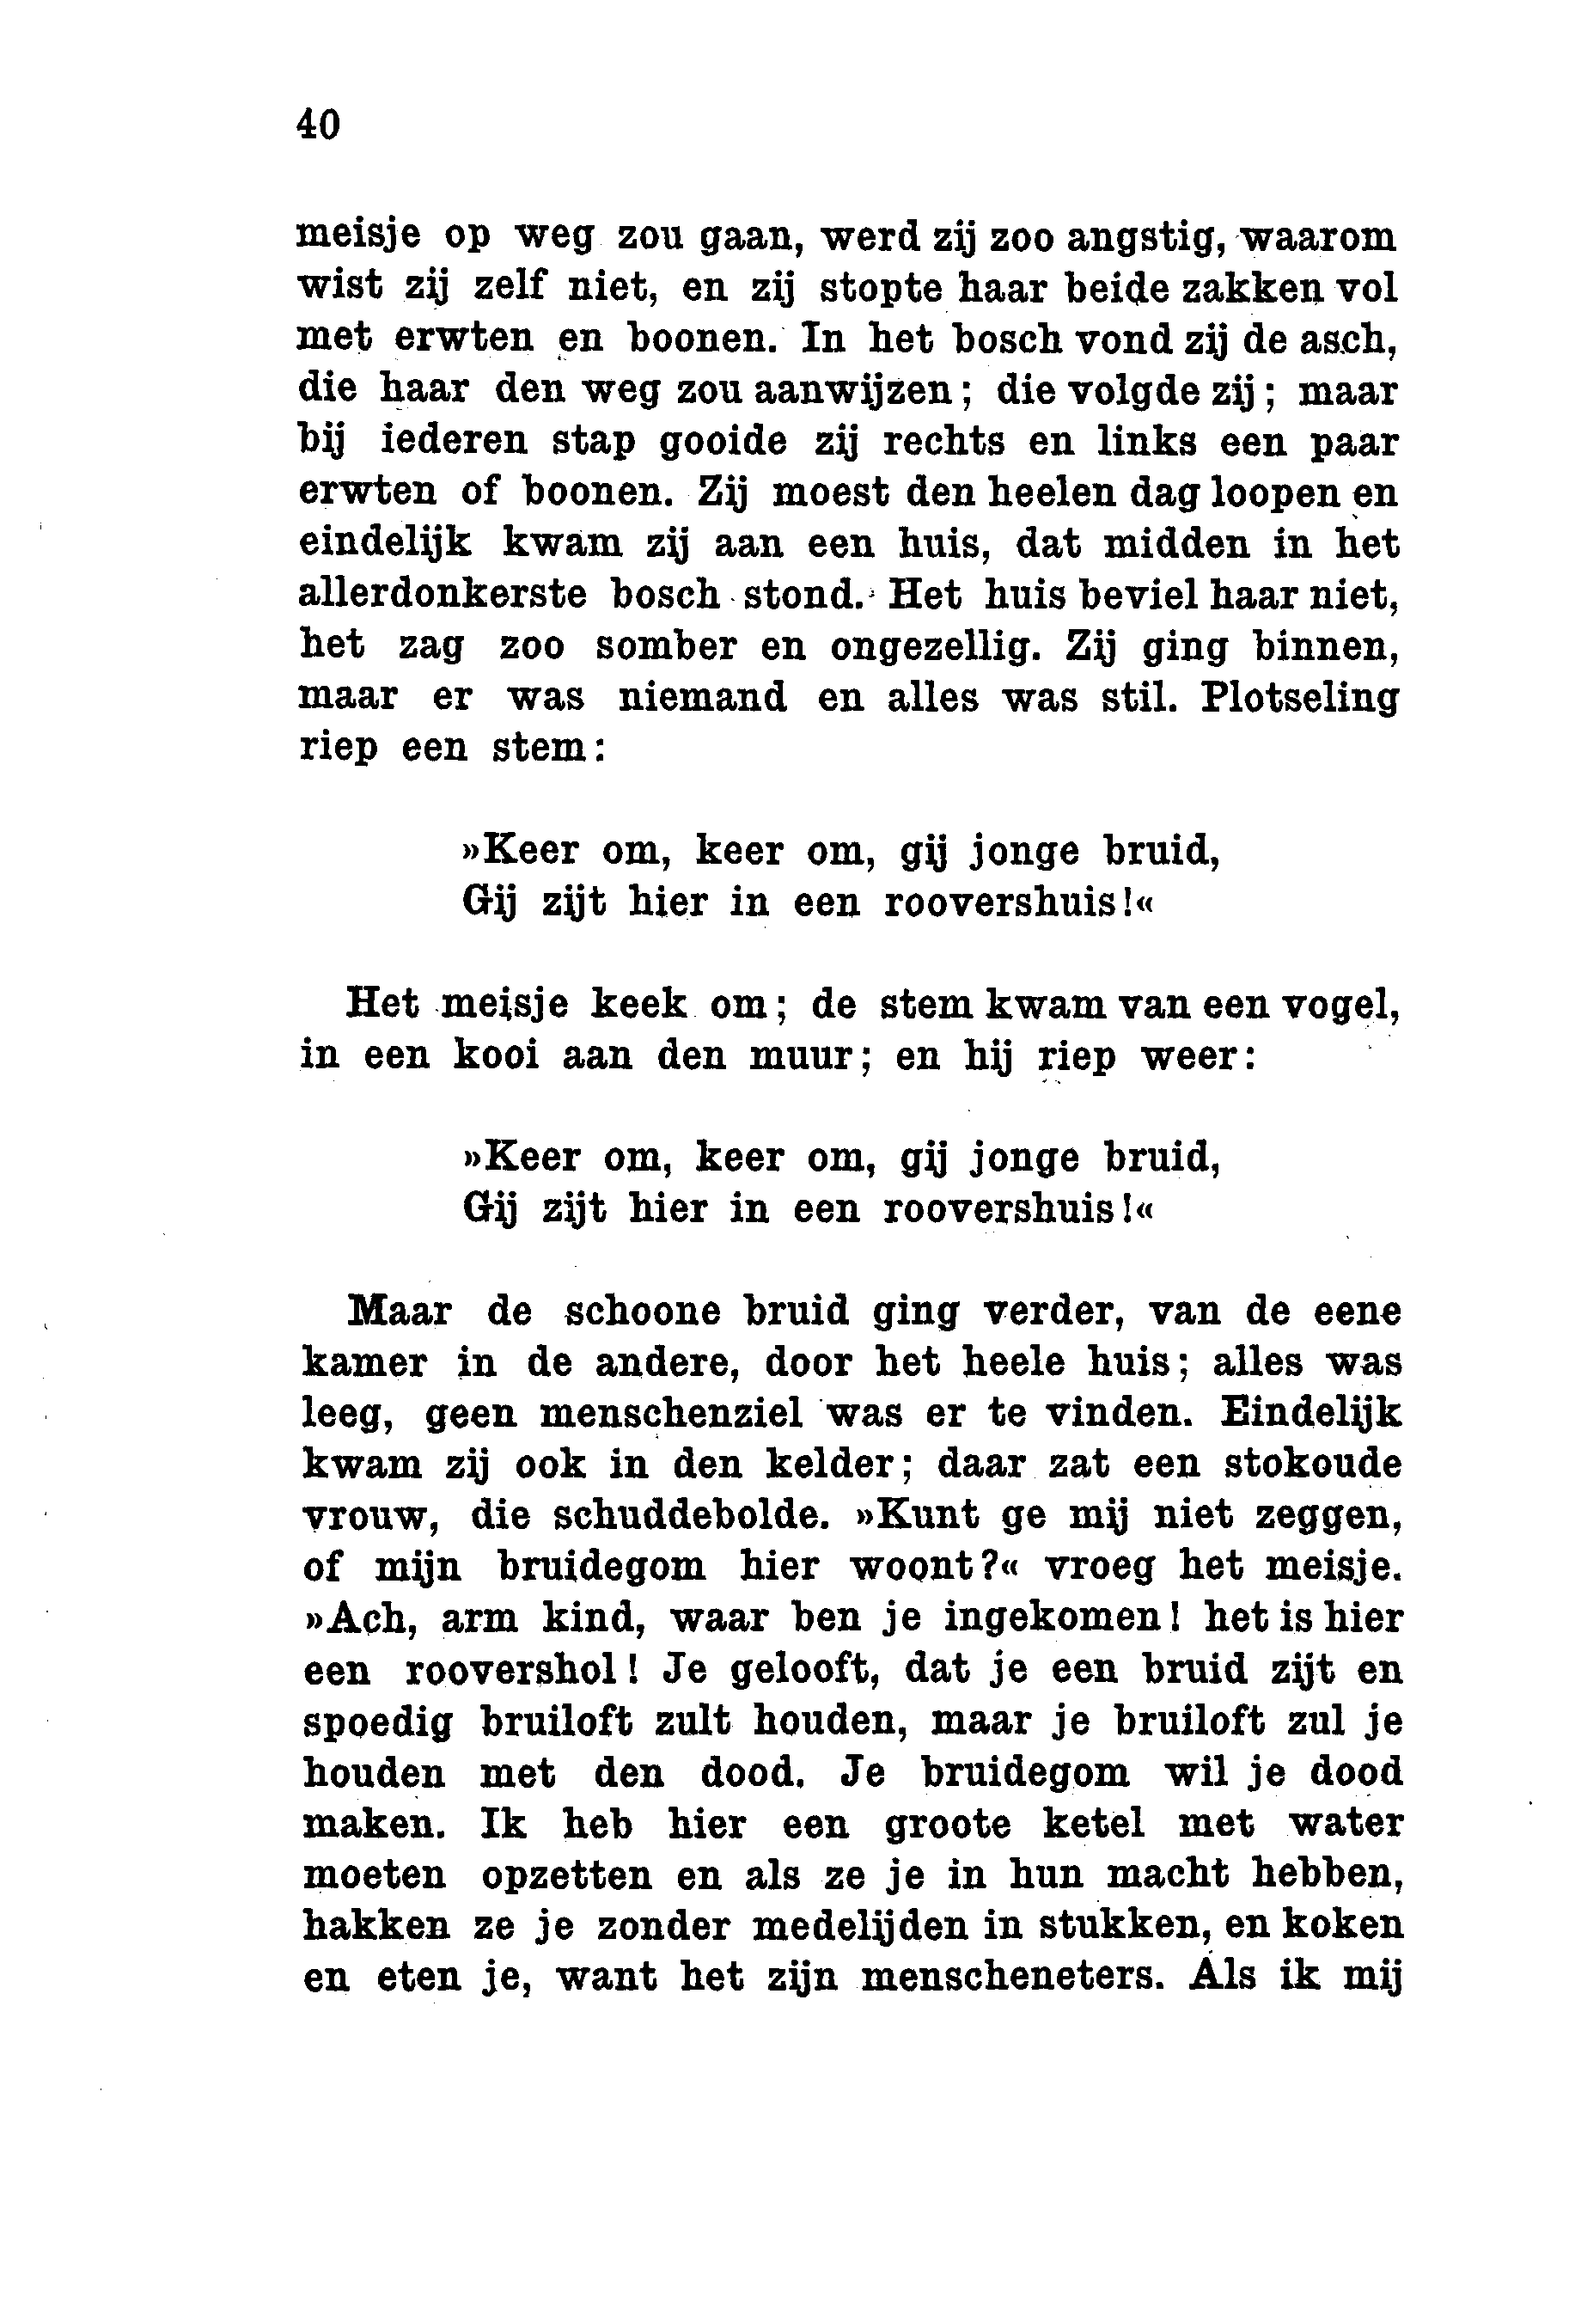 40
meisje op weg zou gaan, werd zij zoo angstig, waarom
wist zij zelf niet, en zij stopte haar beide zakken vol
met erwten en boonen. In het bosch vond zij de asch,
die haar den weg zou aanwijzen; die volgde zij; maar
bij iederen stap gooide zij rechts en links een paar
erwten of boonen. Zij moest den heelen dag loopen en
eindelijk kwam zij aan een huis, dat midden in het
allerdonkerste bosch stond. Het huis beviel haar niet,
het zag zoo somber en ongezellig. Zij ging binnen,
maar er was niemand en alles was stil. Plotseling
riep een stem:
»Keer om, keer om, gij jonge bruid,
Gij zijt hier in een roovershuis!«
Het meisje keek om; de stem kwam van een vogel,
in een kooi aan den muur; en hij riep weer:
»Keer om, keer om, gij jonge bruid,
Gij zijt hier in een roovershuis!«
Maar de schoone bruid ging verder, van de eene
kamer in de andere, door het heele huis; alles was
leeg, geen menschenziel was er te vinden. Eindelijk
kwam zij ook in den kelder; daar zat een stokoude
vrouw, die schuddebolde. »Kunt ge mij niet zeggen,
of mijn bruidegom hier woont?« vroeg het meisje.
»Ach, arm kind, waar ben je ingekomen! het is hier
een roovershol! Je gelooft, dat je een bruid zijt en
spoedig bruiloft zult houden, maar je bruiloft zul je
houden met den dood. Je bruidegom wil je dood
maken. Ik heb hier een groote ketel met water
moeten opzetten en als ze je in hun macht hebben,
hakken ze je zonder medelijden in stukken, en koken
en eten je, want het zijn menscheneters. Als ik mij